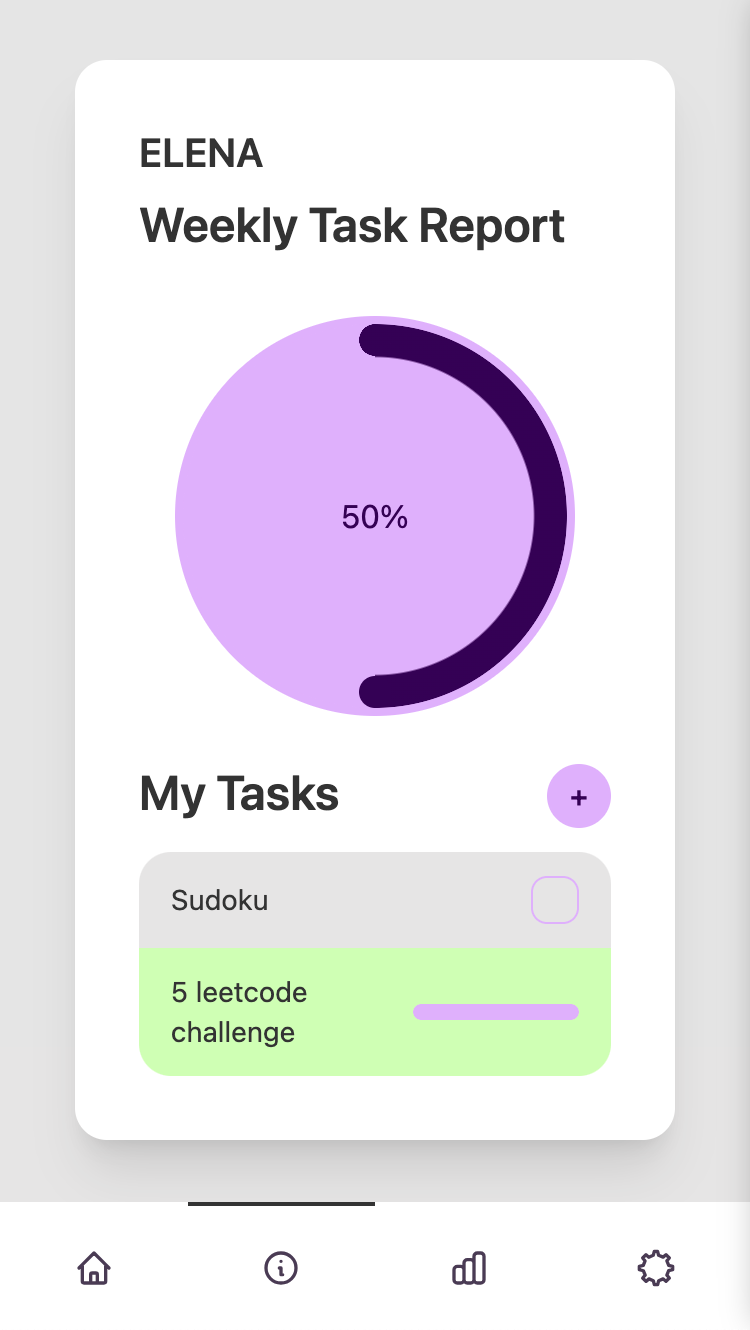 ELENA
Weekly Task Report
50%
My Tasks
+
Sudoku
5 leetcode
challenge